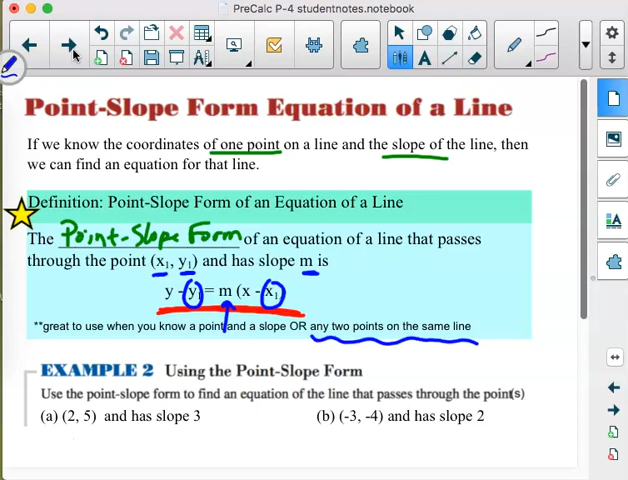 PreCalc P-4 studentnotes.notebook
Point-Slope Form Equation of a Line
If we know the coordinates of one point on a line and the slope of the line, then
we can find an equation for that line.
Definition: Point-Slope Form of an Equation of a Line
The Point-Slope Form of an equation of a line that passes
through the point (x₁, y₁) and has slope m is
y - y₁ = m (x - x₁)
**great to use when you know a point and a slope OR any two points on the same line
EXAMPLE 2 Using the Point-Slope Form
Use the point-slope form to find an equation of the line that passes through the point(s)
(a) (2, 5) and has slope 3 (b) (-3, -4) and has slope 2